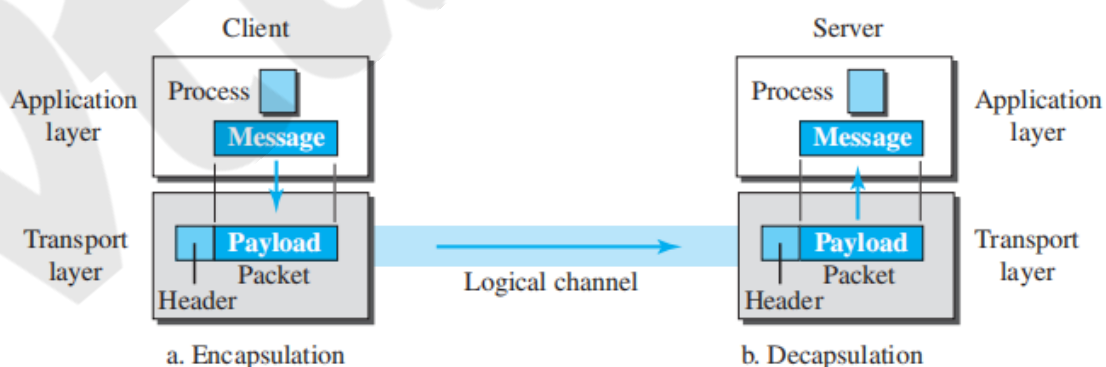 Client
Server
Application
layer
Process
Message
Process
Message
Application
layer
Transport
layer
Payload
Packet
Header
Logical channel
Payload
Packet
Header
Transport
layer
a. Encapsulation
b. Decapsulation